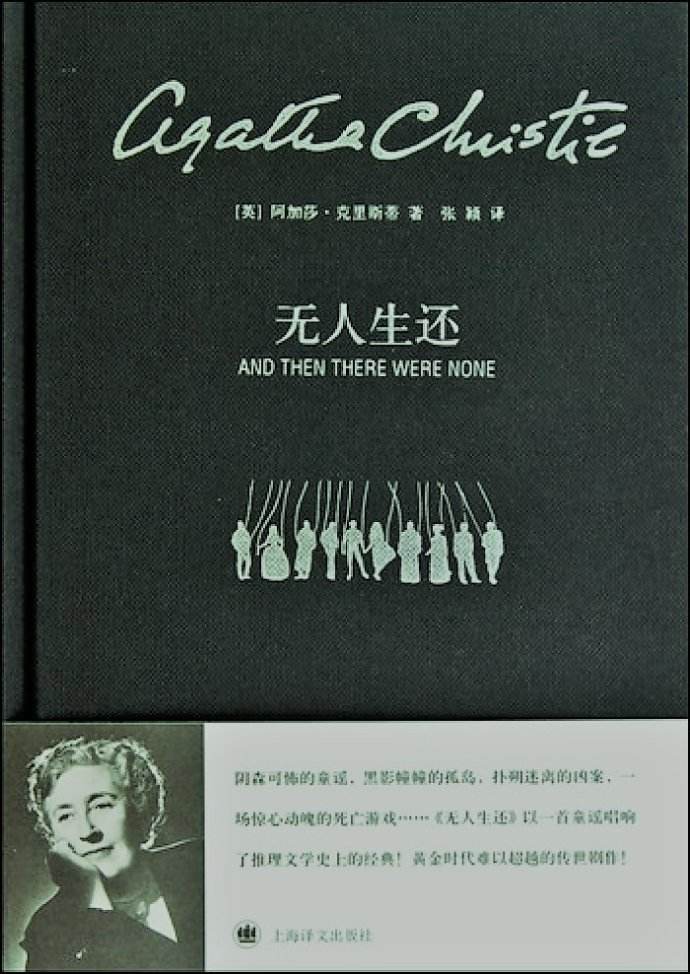 Agatha Christie
[英] 阿加莎·克里斯蒂 著 张颖 译
无人生还
AND THEN THERE WERE NONE
阴森可怖的童谣，黑影幢幢的孤岛，扑朔迷离的凶案，一
场惊心动魄的死亡游戏……《无人生还》以一首童谣唱响
了推理文学史上的经典！黄金时代难以超越的传世剧作！
上海译文出版社